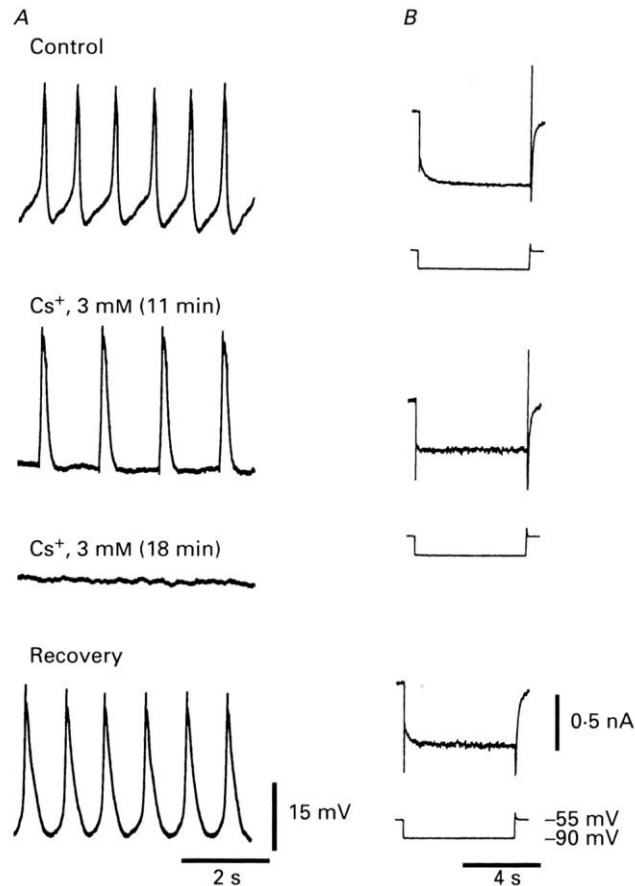 A
B
Control
Cs+, 3 mM (11 min)
Cs+, 3 mM (18 min)
Recovery
0·5 nA
15 mV
–55 mV
–90 mV
2 s
4 s